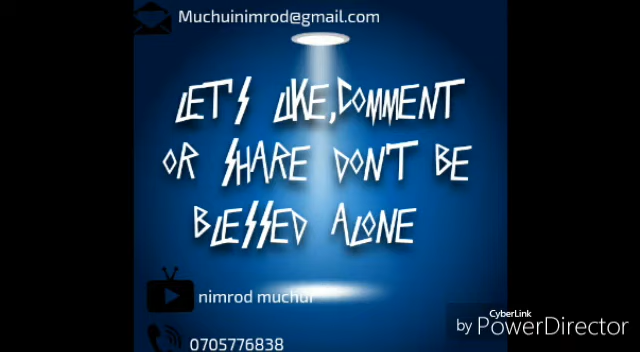 Muchuinimrod@gmail.com
LET'S LIKE,COMMENT
OR SHARE DON'T BE
BLESSED ALONE
nimrod muchui
0705776838
CyberLink
by PowerDirector